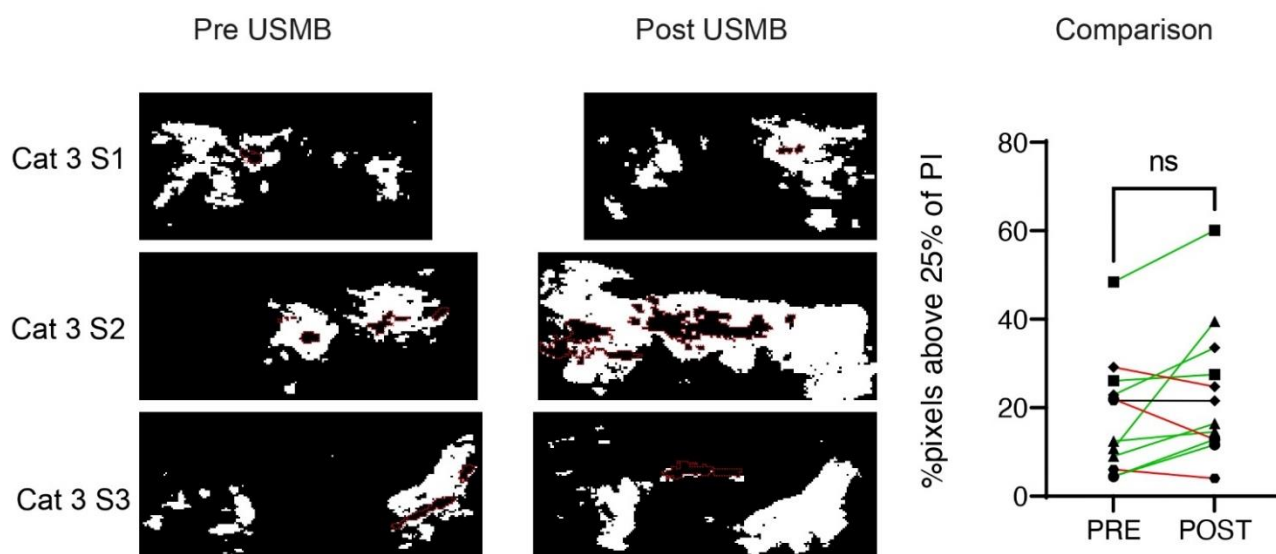 Pre USMB
Post USMB
Comparison
Cat 3 S1
Cat 3 S2
Cat 3 S3
%pixels above 25% of PI
80
60
40
20
0
ns
PRE
POST